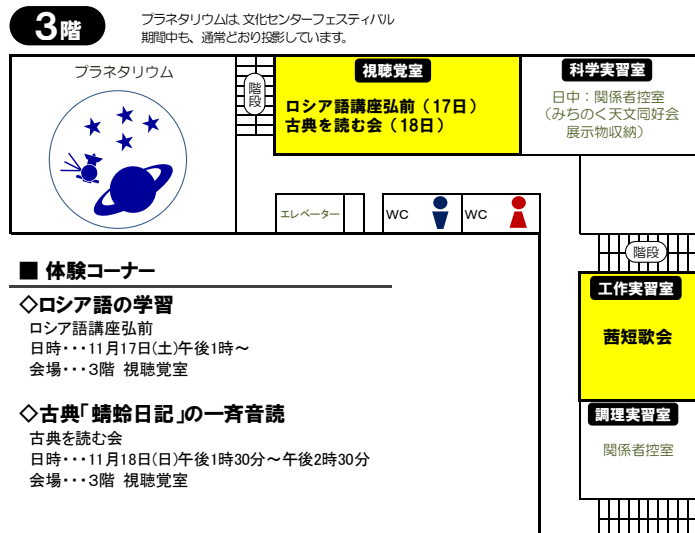 3階
プラネタリウムは、文化センターフェスティバル
期間中も、通常どおり投影しています。
プラネタリウム
階段
視聴覚室
ロシア語講座弘前（17日）
古典を読む会（18日）
科学実習室
日中：関係者控室
（みちのく天文同好会
展示物収納）
エレベーター
WC
WC
階段
■ 体験コーナー
◇ロシア語の学習
ロシア語講座弘前
日時・・・11月17日(土)午後1時～
会場・・・3階 視聴覚室
◇古典「蜻蛉日記」の一斉音読
古典を読む会
日時・・・11月18日(日)午後1時30分～午後2時30分
会場・・・3階 視聴覚室
工作実習室
茜短歌会
調理実習室
関係者控室